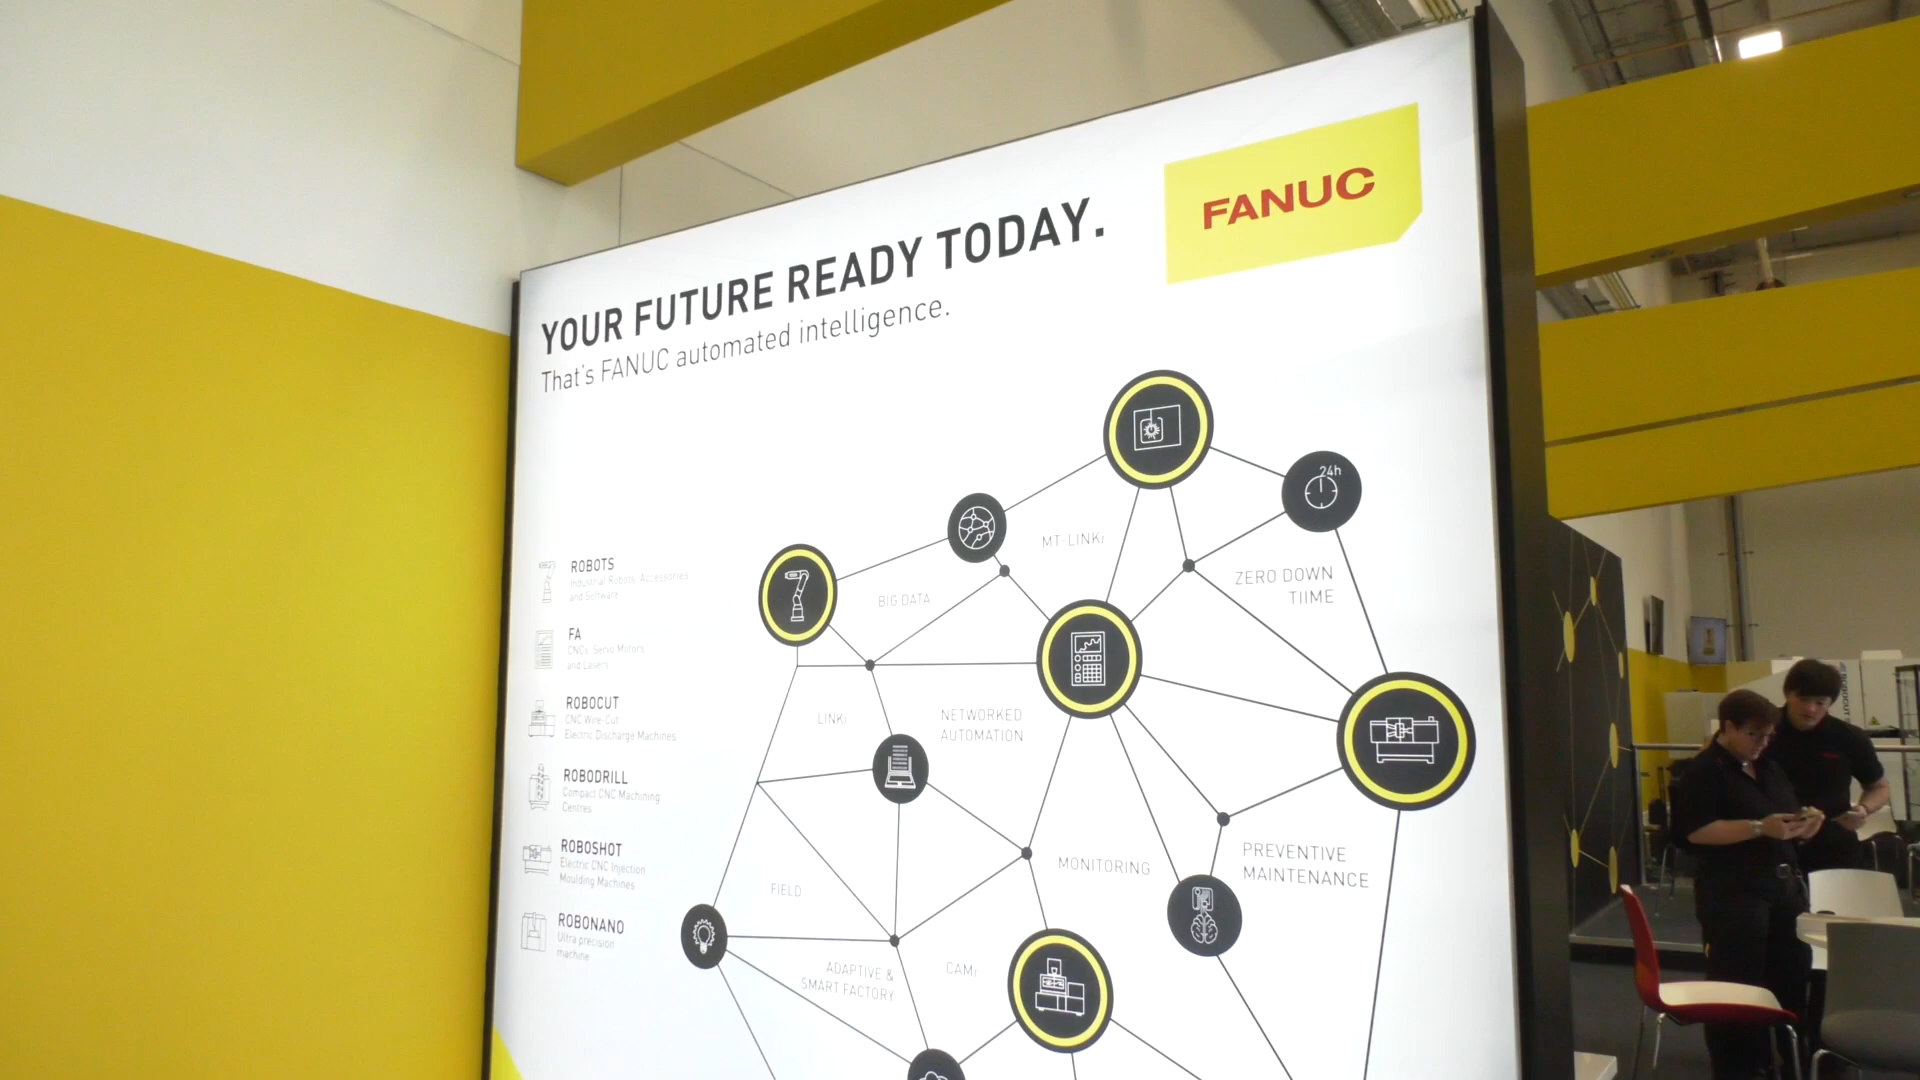 FANUC
YOUR FUTURE READY TODAY.
That's FANUC automated intelligence.
24h
MT-LINKi
ZERO DOWN
TIIME
BIG DATA
ROBOTS
Industrial Robots, Accessories
and Software
FA
CNCs, Servo Motors
and Lasers
ROBOCUT
CNC Wire-Cut
Electric Discharge Machines
ROBODRILL
Compact CNC Machining
Centres
ROBOSHOT
Electric CNC Injection
Moulding Machines
ROBONANO
Ultra precision
machine
LINKi
NETWORKED
AUTOMATION
MONITORING
PREVENTIVE
MAINTENANCE
FIELD
ADAPTIVE &
SMART FACTORY
CAMi